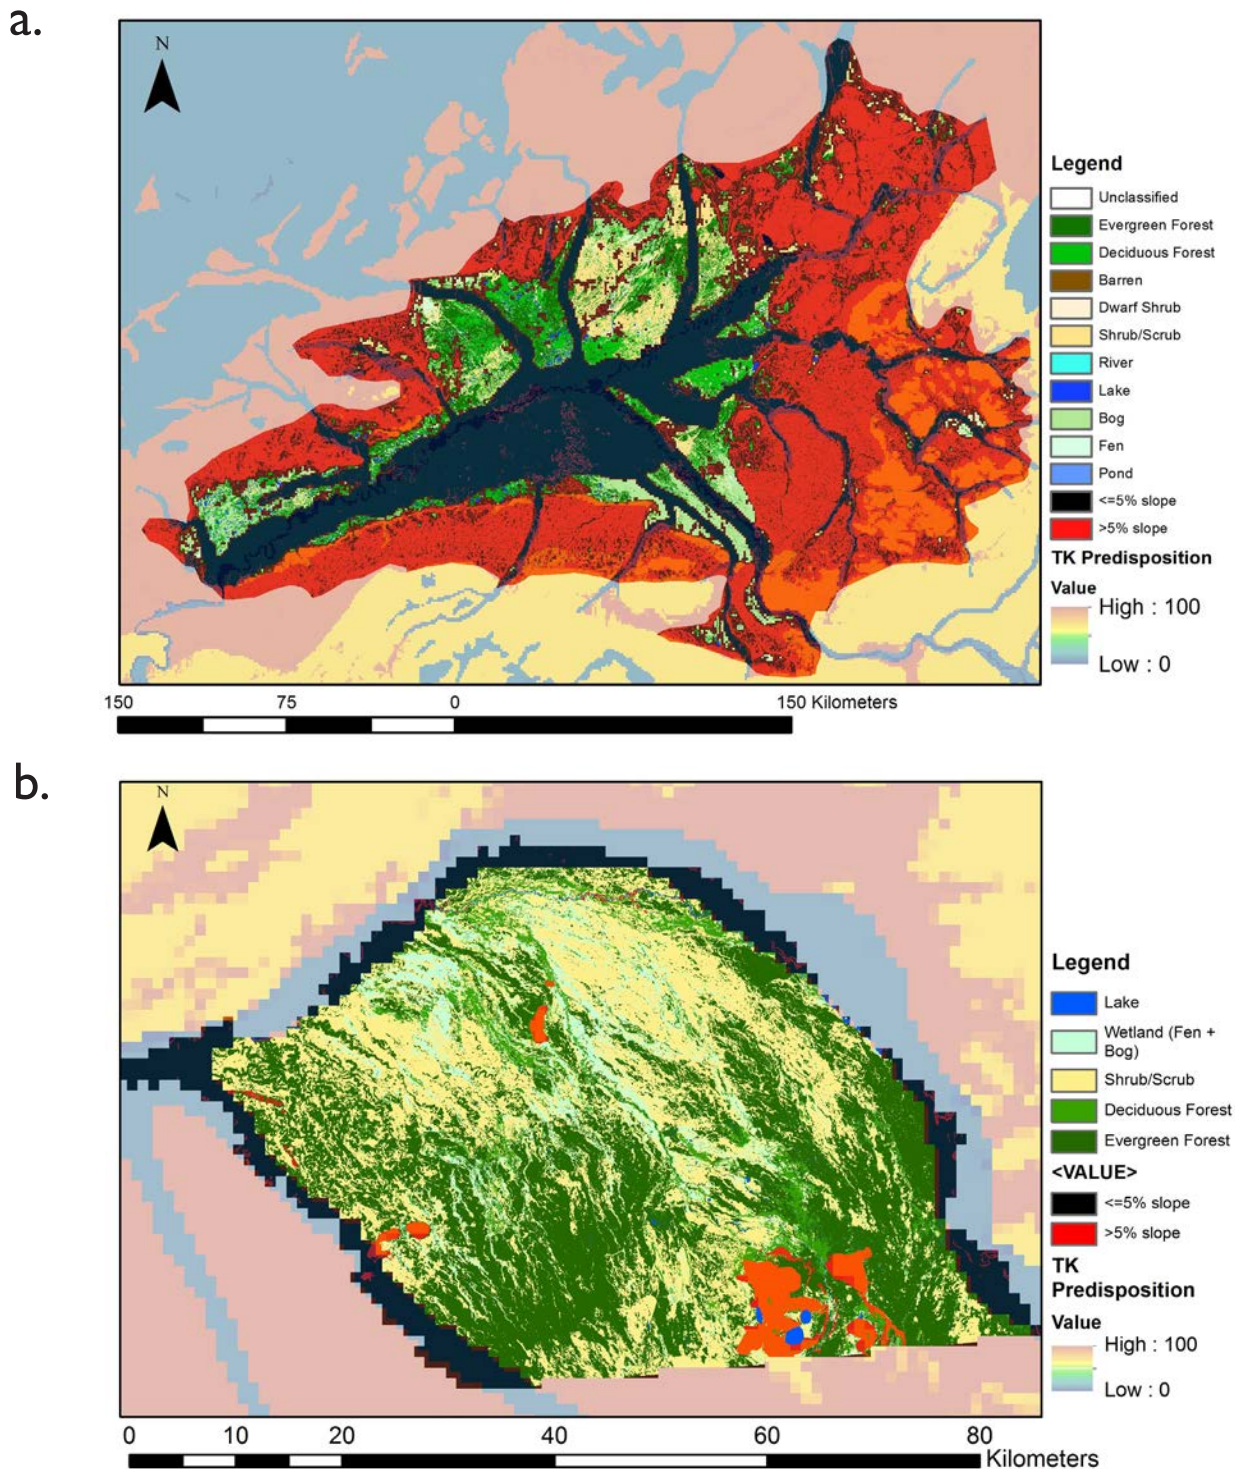 a.
N
Legend
Unclassified
Evergreen Forest
Deciduous Forest
Barren
Dwarf Shrub
Shrub/Scrub
River
Lake
Bog
Fen
Pond
<=5% slope
>5% slope
TK Predisposition
Value
High : 100
Low : 0
150 75 0 150 Kilometers
b.
N
Legend
Lake
Wetland (Fen +
Bog)
Shrub/Scrub
Deciduous Forest
Evergreen Forest
<VALUE>
<=5% slope
>5% slope
TK
Predisposition
Value
High : 100
Low : 0
0 10 20 40 60 80
Kilometers